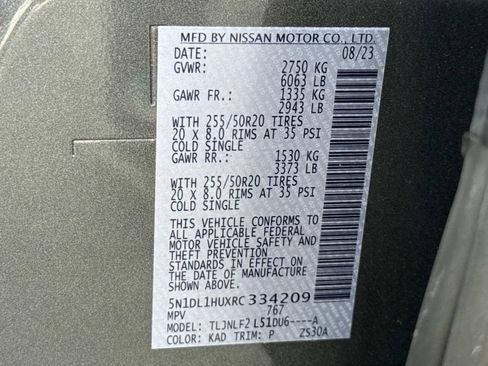 MFD BY NISSAN MOTOR CO., LTD.
DATE: 08/23
GVWR: 2750 KG
6063 LB
GAWR FR.: 1335 KG
2943 LB
WITH 255/50R20 TIRES
20 X 8.0 RIMS AT 35 PSI
COLD SINGLE
GAWR RR.: 1530 KG
3373 LB
WITH 255/50R20 TIRES
20 X 8.0 RIMS AT 35 PSI
COLD SINGLE
THIS VEHICLE CONFORMS TO
ALL APPLICABLE FEDERAL
MOTOR VEHICLE SAFETY AND
THEFT PREVENTION
STANDARDS IN EFFECT ON
THE DATE OF MANUFACTURE
SHOWN ABOVE.
5N1DL1HUXRC334209
MPV 767
MODEL: TLJNLF2 L51DU6----A
COLOR: KAD TRIM: P ZS30A